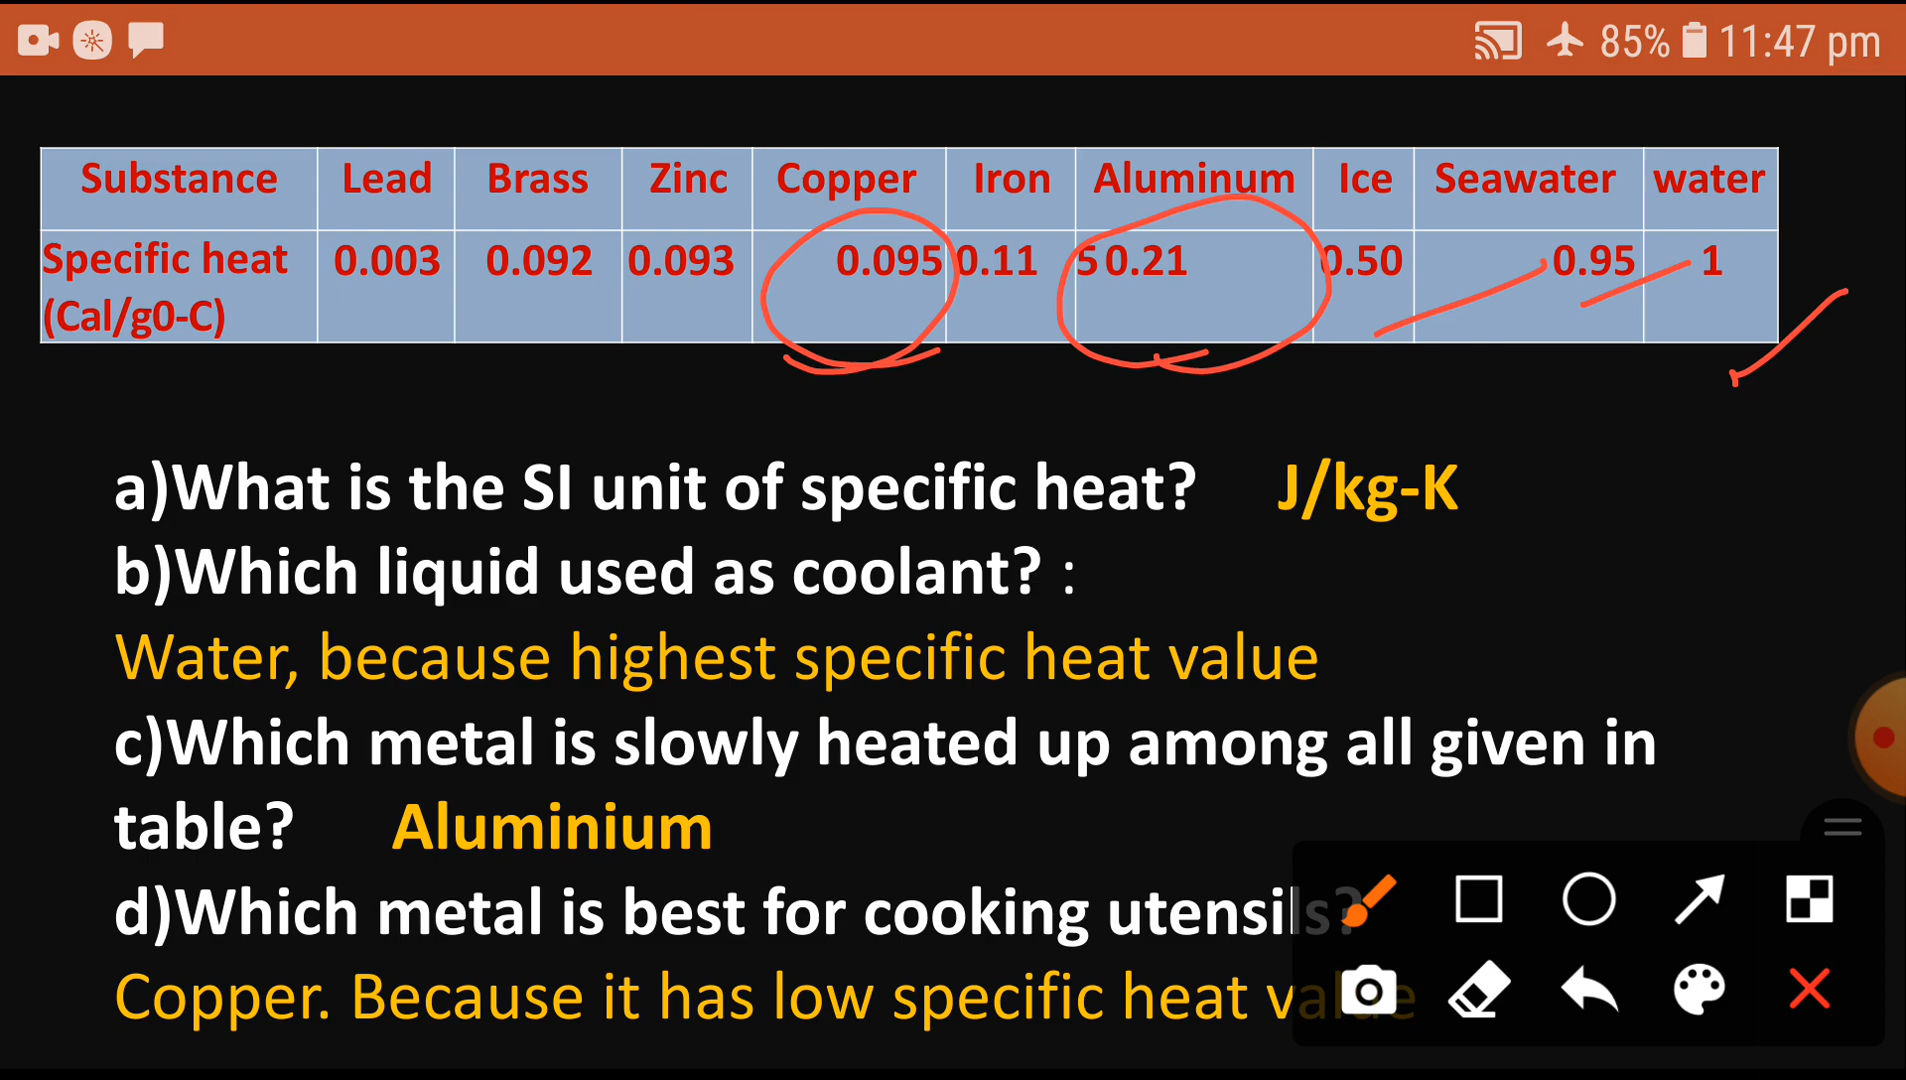 85% 11:47 pm
Substance Lead Brass Zinc Copper Iron Aluminum Ice Seawater water
Specific heat 0.003 0.092 0.093 0.095 0.11 5 0.21 0.50 0.95 1
(Cal/g0-C)
a)What is the SI unit of specific heat? J/kg-K
b)Which liquid used as coolant? :
Water, because highest specific heat value
c)Which metal is slowly heated up among all given in
table? Aluminium
d)Which metal is best for cooking utensils?
Copper. Because it has low specific heat value